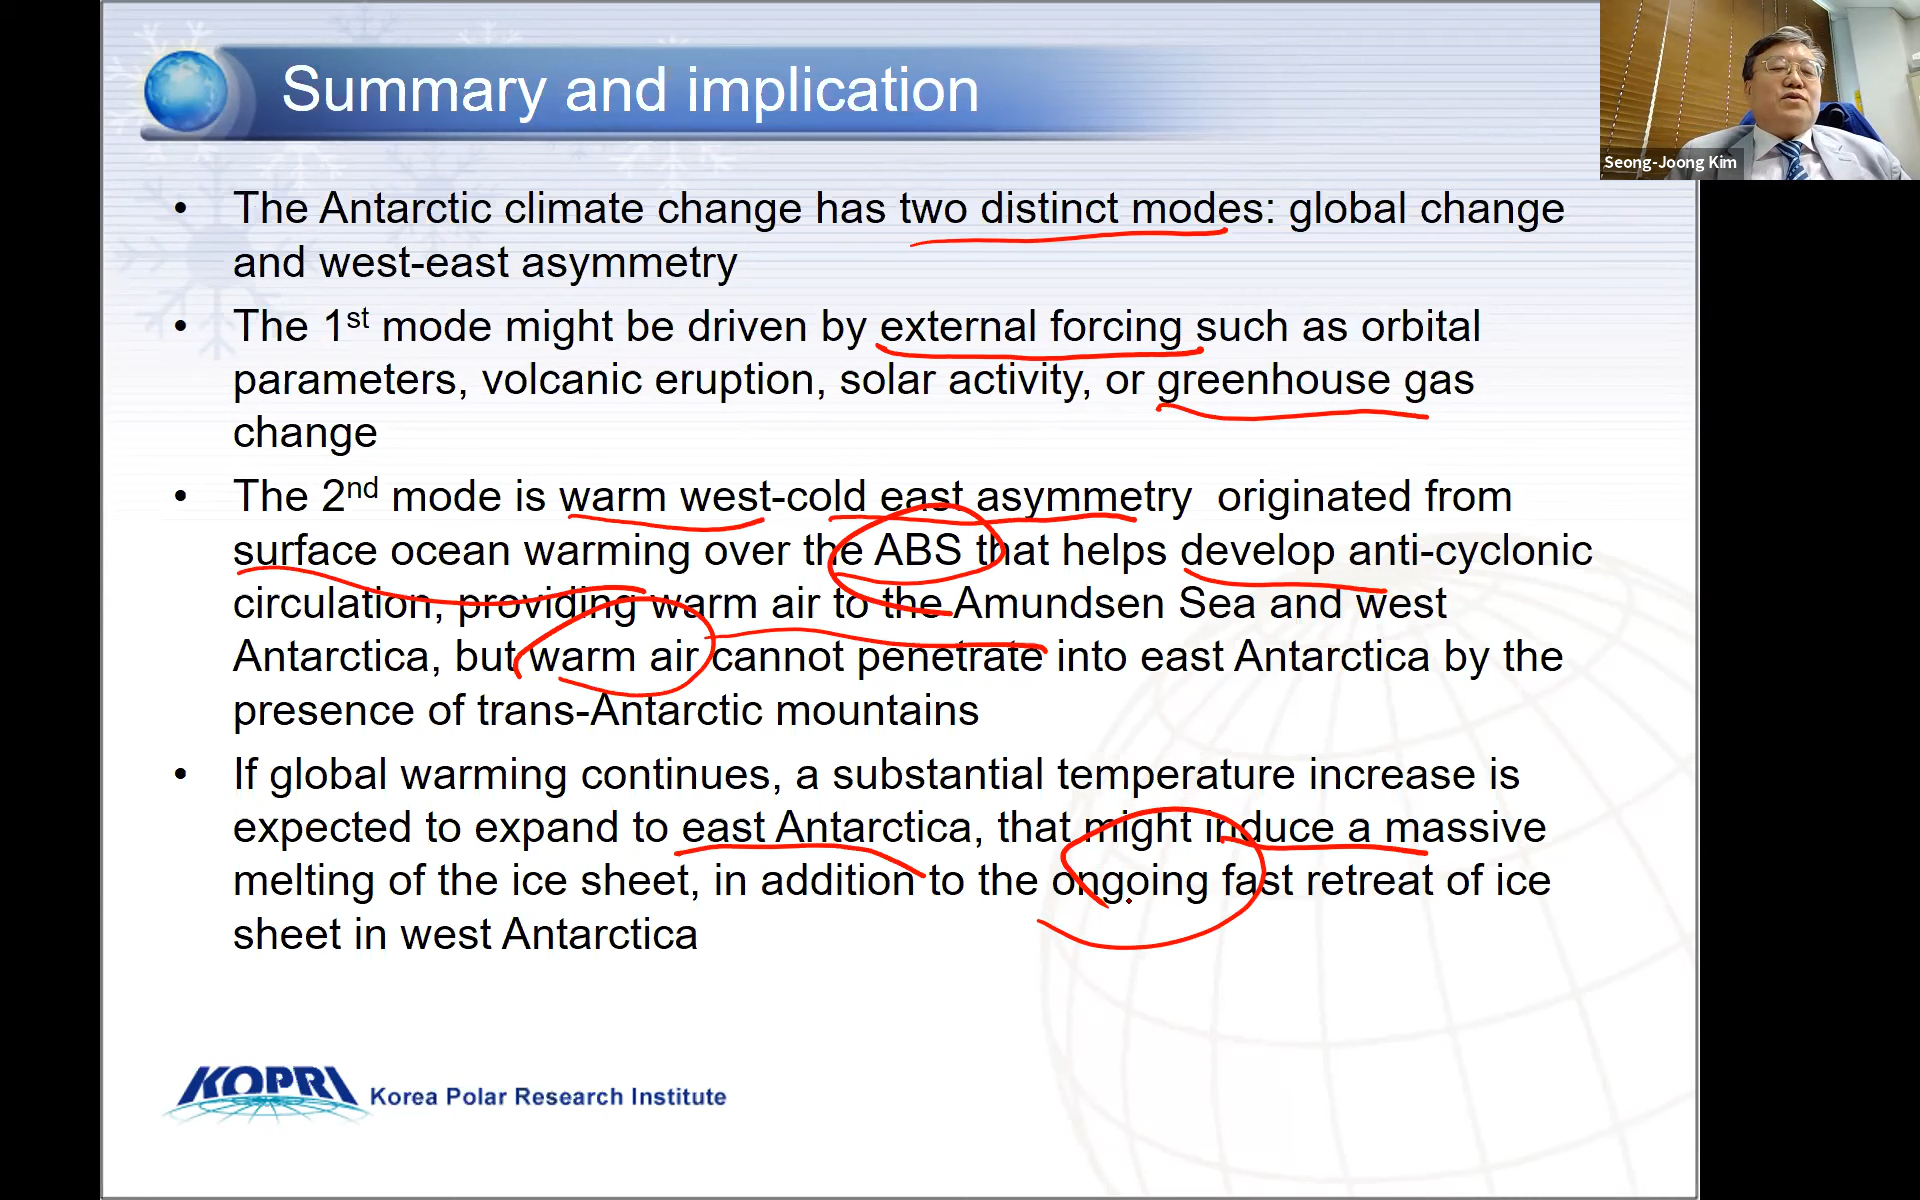 Summary and implication
Seong-Joong Kim
• The Antarctic climate change has two distinct modes: global change
and west-east asymmetry
• The 1st mode might be driven by external forcing such as orbital
parameters, volcanic eruption, solar activity, or greenhouse gas
change
• The 2nd mode is warm west-cold east asymmetry originated from
surface ocean warming over the ABS that helps develop anti-cyclonic
circulation, providing warm air to the Amundsen Sea and west
Antarctica, but warm air cannot penetrate into east Antarctica by the
presence of trans-Antarctic mountains
• If global warming continues, a substantial temperature increase is
expected to expand to east Antarctica, that might induce a massive
melting of the ice sheet, in addition to the ongoing fast retreat of ice
sheet in west Antarctica
KOPRI Korea Polar Research Institute